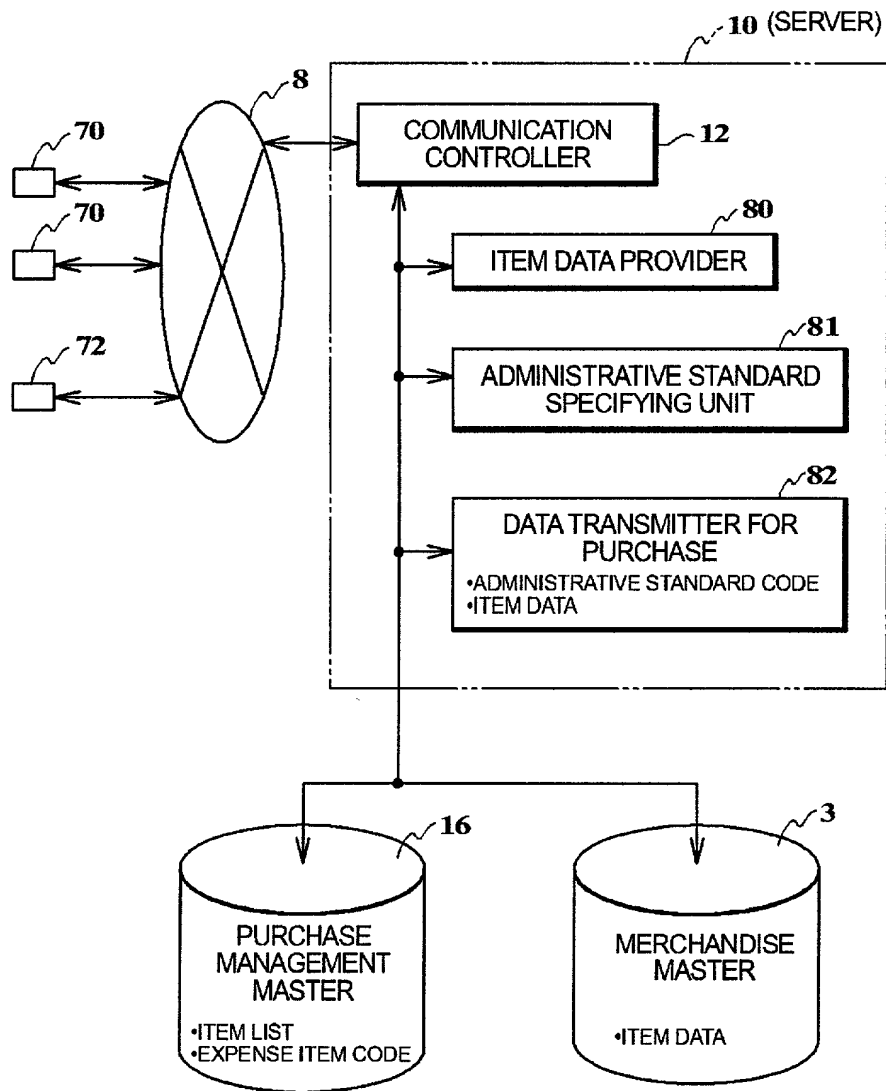 10 (SERVER)
8
70
COMMUNICATION
CONTROLLER
12
70
80
ITEM DATA PROVIDER
72
81
ADMINISTRATIVE STANDARD
SPECIFYING UNIT
82
DATA TRANSMITTER FOR
PURCHASE
•ADMINISTRATIVE STANDARD CODE
•ITEM DATA
16
PURCHASE
MANAGEMENT
MASTER
•ITEM LIST
•EXPENSE ITEM CODE
3
MERCHANDISE
MASTER
•ITEM DATA